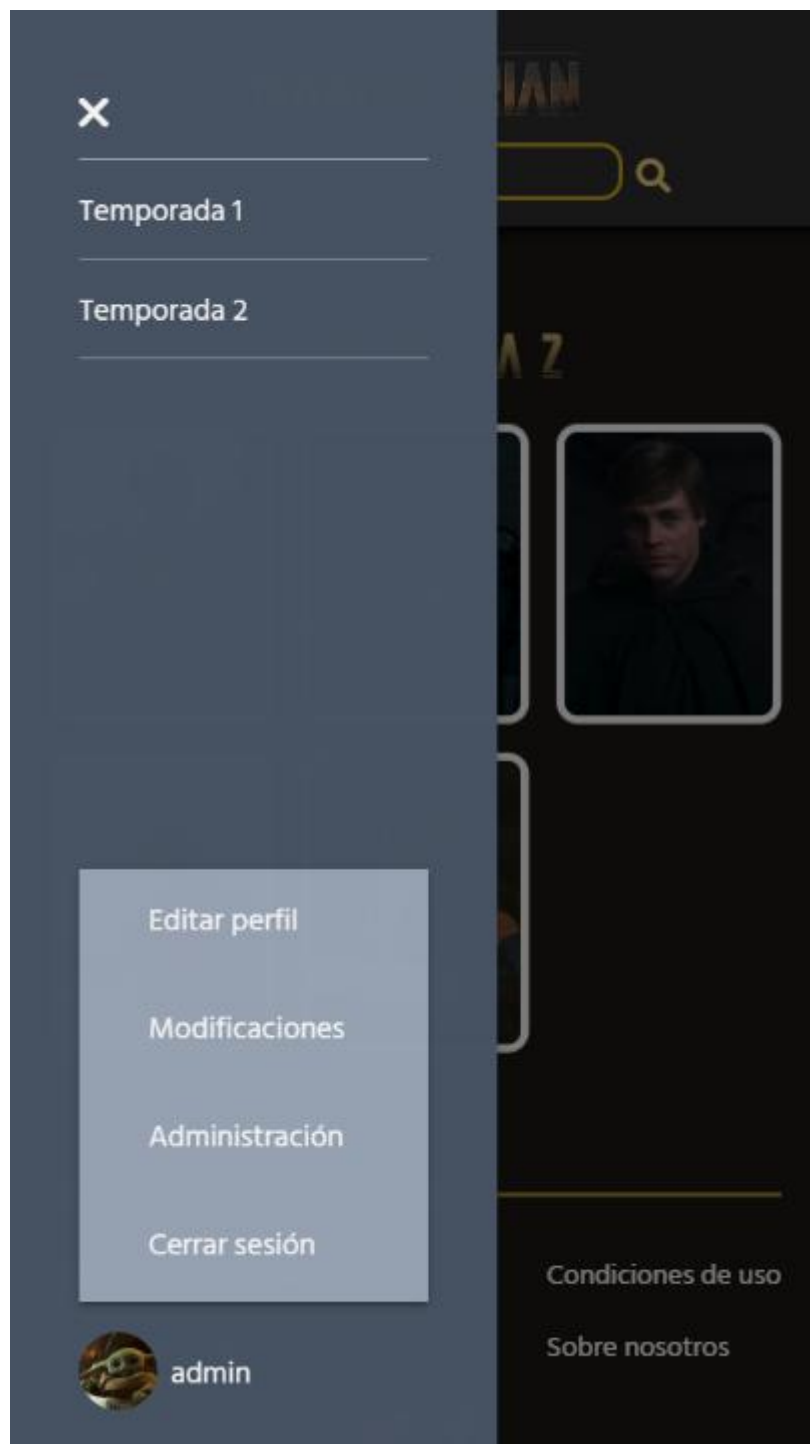 Temporada 1
Temporada 2
Editar perfil
Modificaciones
Administración
Cerrar sesión
admin
Condiciones de uso
Sobre nosotros